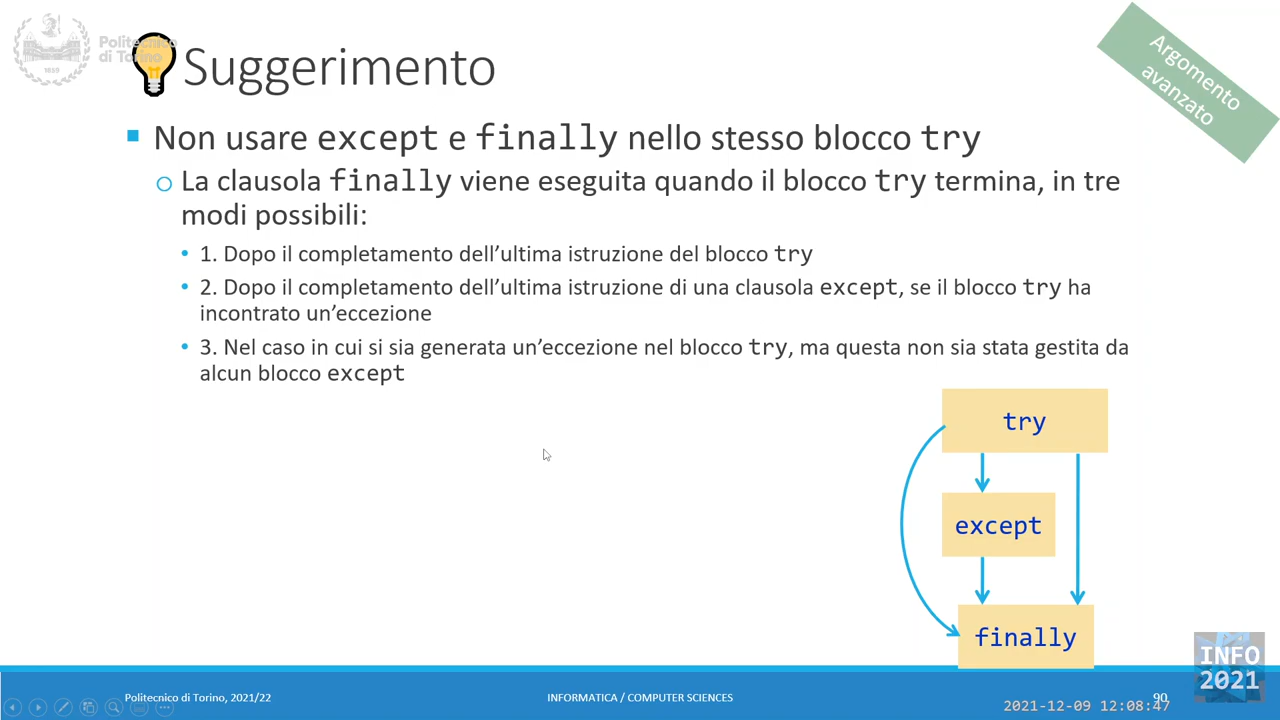 Politecnico
di Torino
1859
Suggerimento
Argomento
avanzato
Non usare except e finally nello stesso blocco try
La clausola finally viene eseguita quando il blocco try termina, in tre
modi possibili:
1. Dopo il completamento dell’ultima istruzione del blocco try
2. Dopo il completamento dell’ultima istruzione di una clausola except, se il blocco try ha
incontrato un’eccezione
3. Nel caso in cui si sia generata un’eccezione nel blocco try, ma questa non sia stata gestita da
alcun blocco except
try
except
finally
INFO
2021
Politecnico di Torino, 2021/22
INFORMATICA / COMPUTER SCIENCES
90
2021-12-09 12:08:47